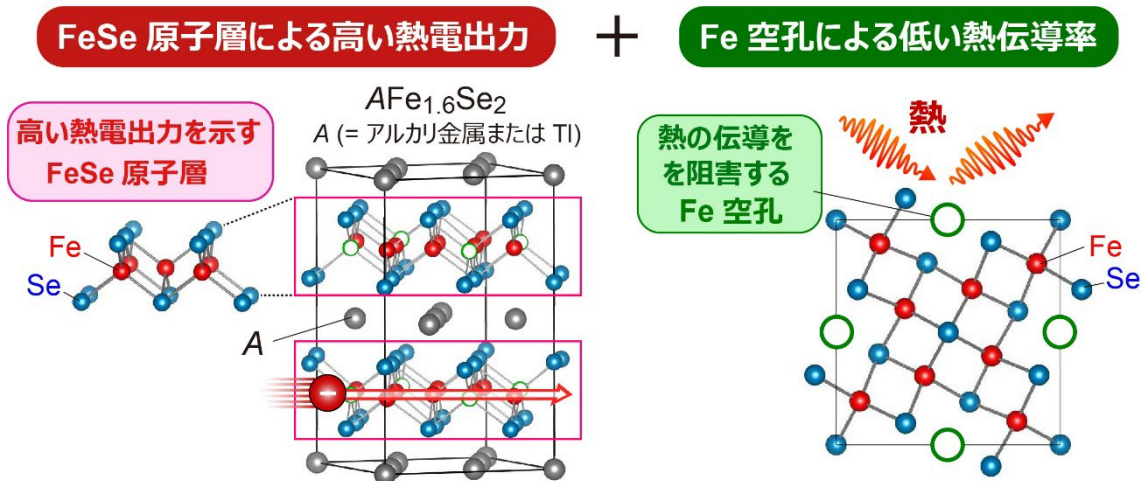 FeSe 原子層による高い熱電出力
+
Fe 空孔による低い熱伝導率
高い熱電出力を示す
FeSe 原子層
Fe
Se
AFe1.6Se2
A (= アルカリ金属または Tl)
A
−
熱
熱の伝導を
を阻害する
Fe 空孔
Fe
Se